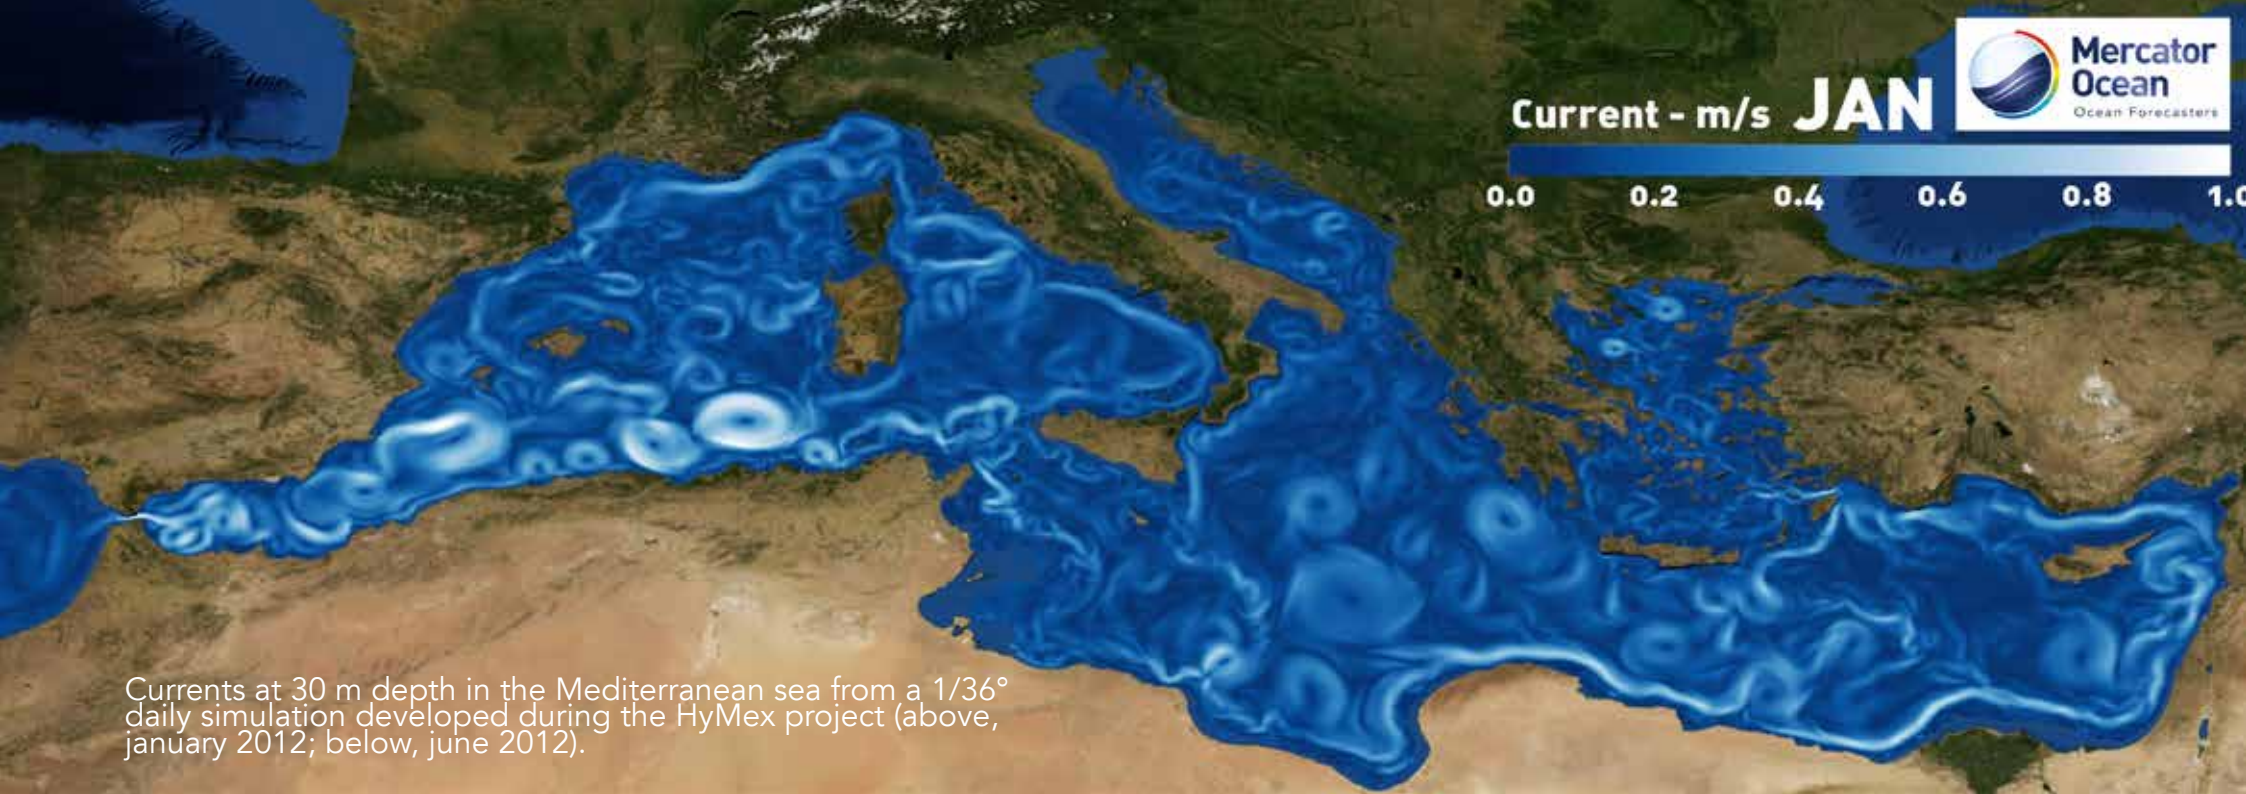 Mercator
Ocean
Ocean Forecasters
Current - m/s JAN
0.0 0.2 0.4 0.6 0.8 1.0
Currents at 30 m depth in the Mediterranean sea from a 1/36°
daily simulation developed during the HyMex project (above,
january 2012; below, june 2012).